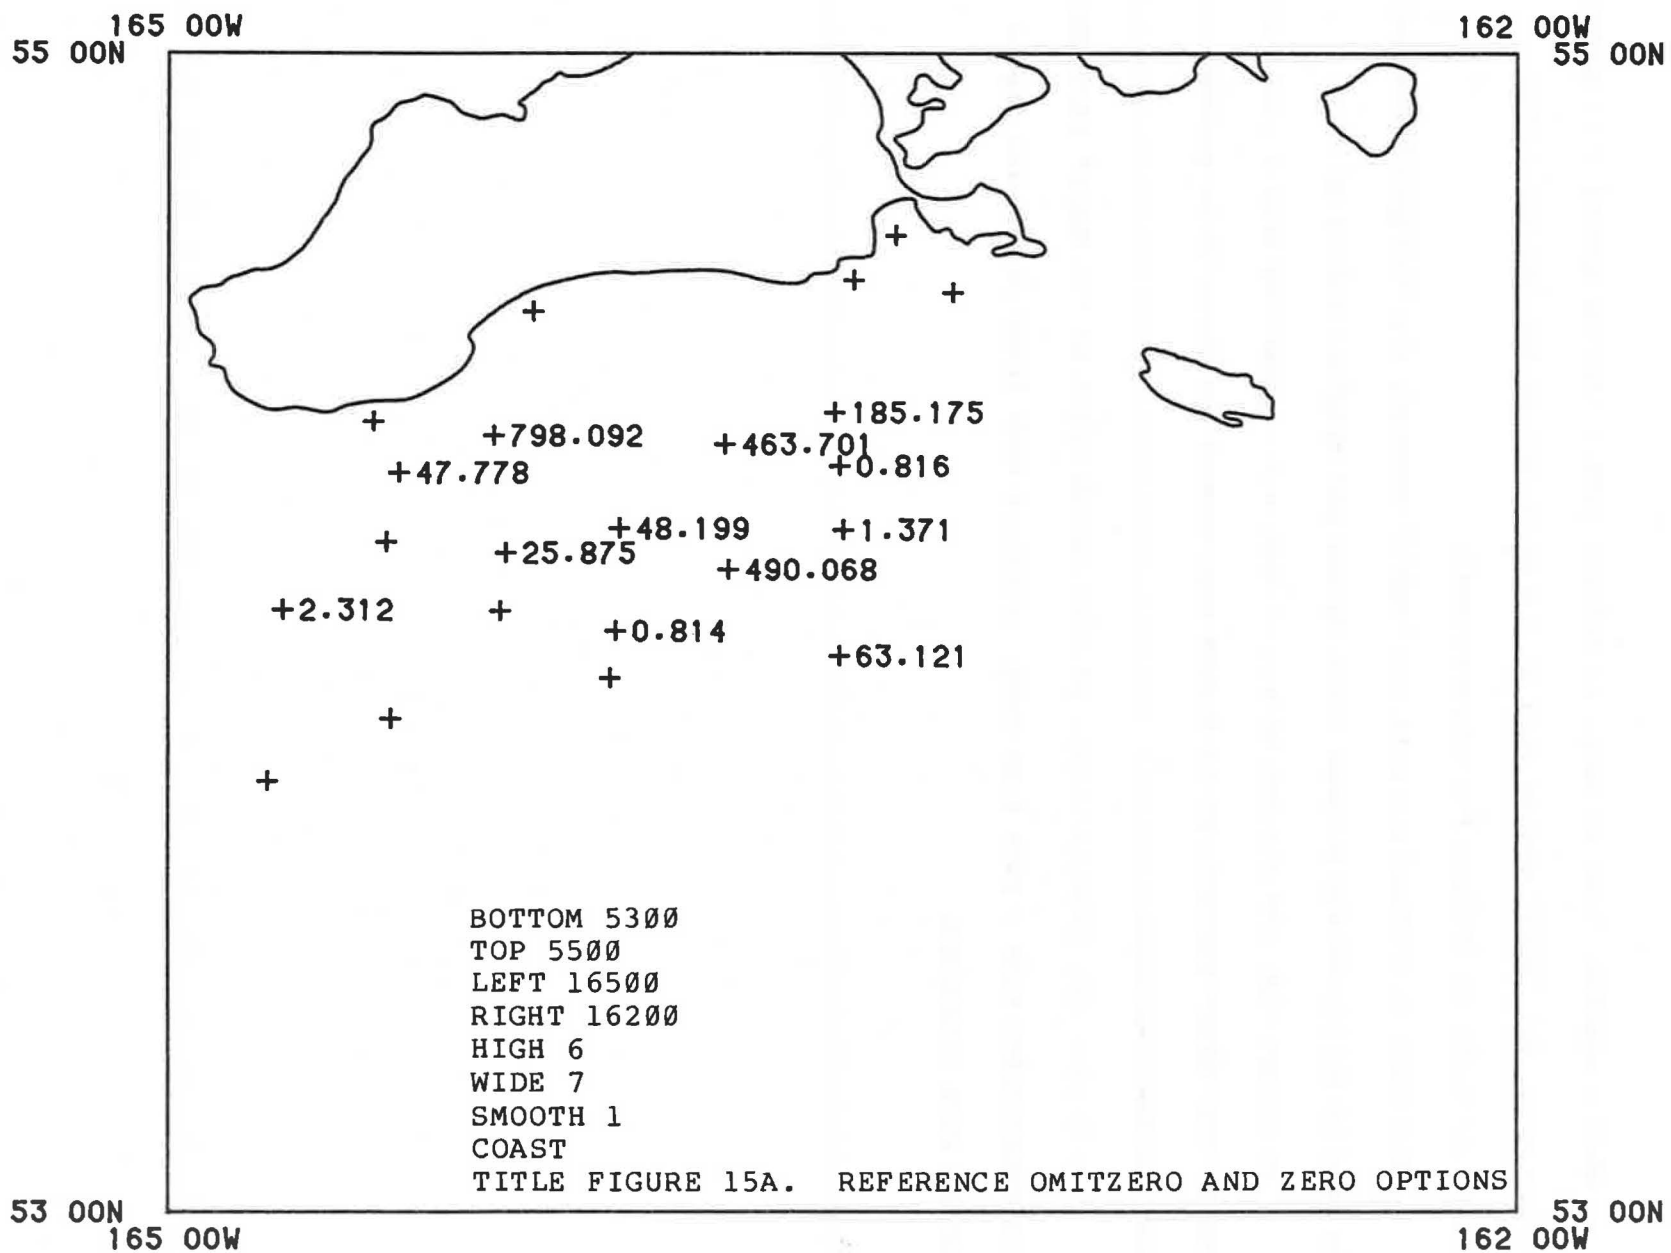 165 00W 162 00W
55 00N 55 00N
+
+
+
+
+185.175
+
+798.092
+463.701
+0.816
+47.778
+48.199
+1.371
+
+25.875
+490.068
+2.312
+
+0.814
+63.121
+
+
+
BOTTOM 5300
TOP 5500
LEFT 16500
RIGHT 16200
HIGH 6
WIDE 7
SMOOTH 1
COAST
TITLE FIGURE 15A. REFERENCE OMITZERO AND ZERO OPTIONS
53 00N 53 00N
165 00W 162 00W